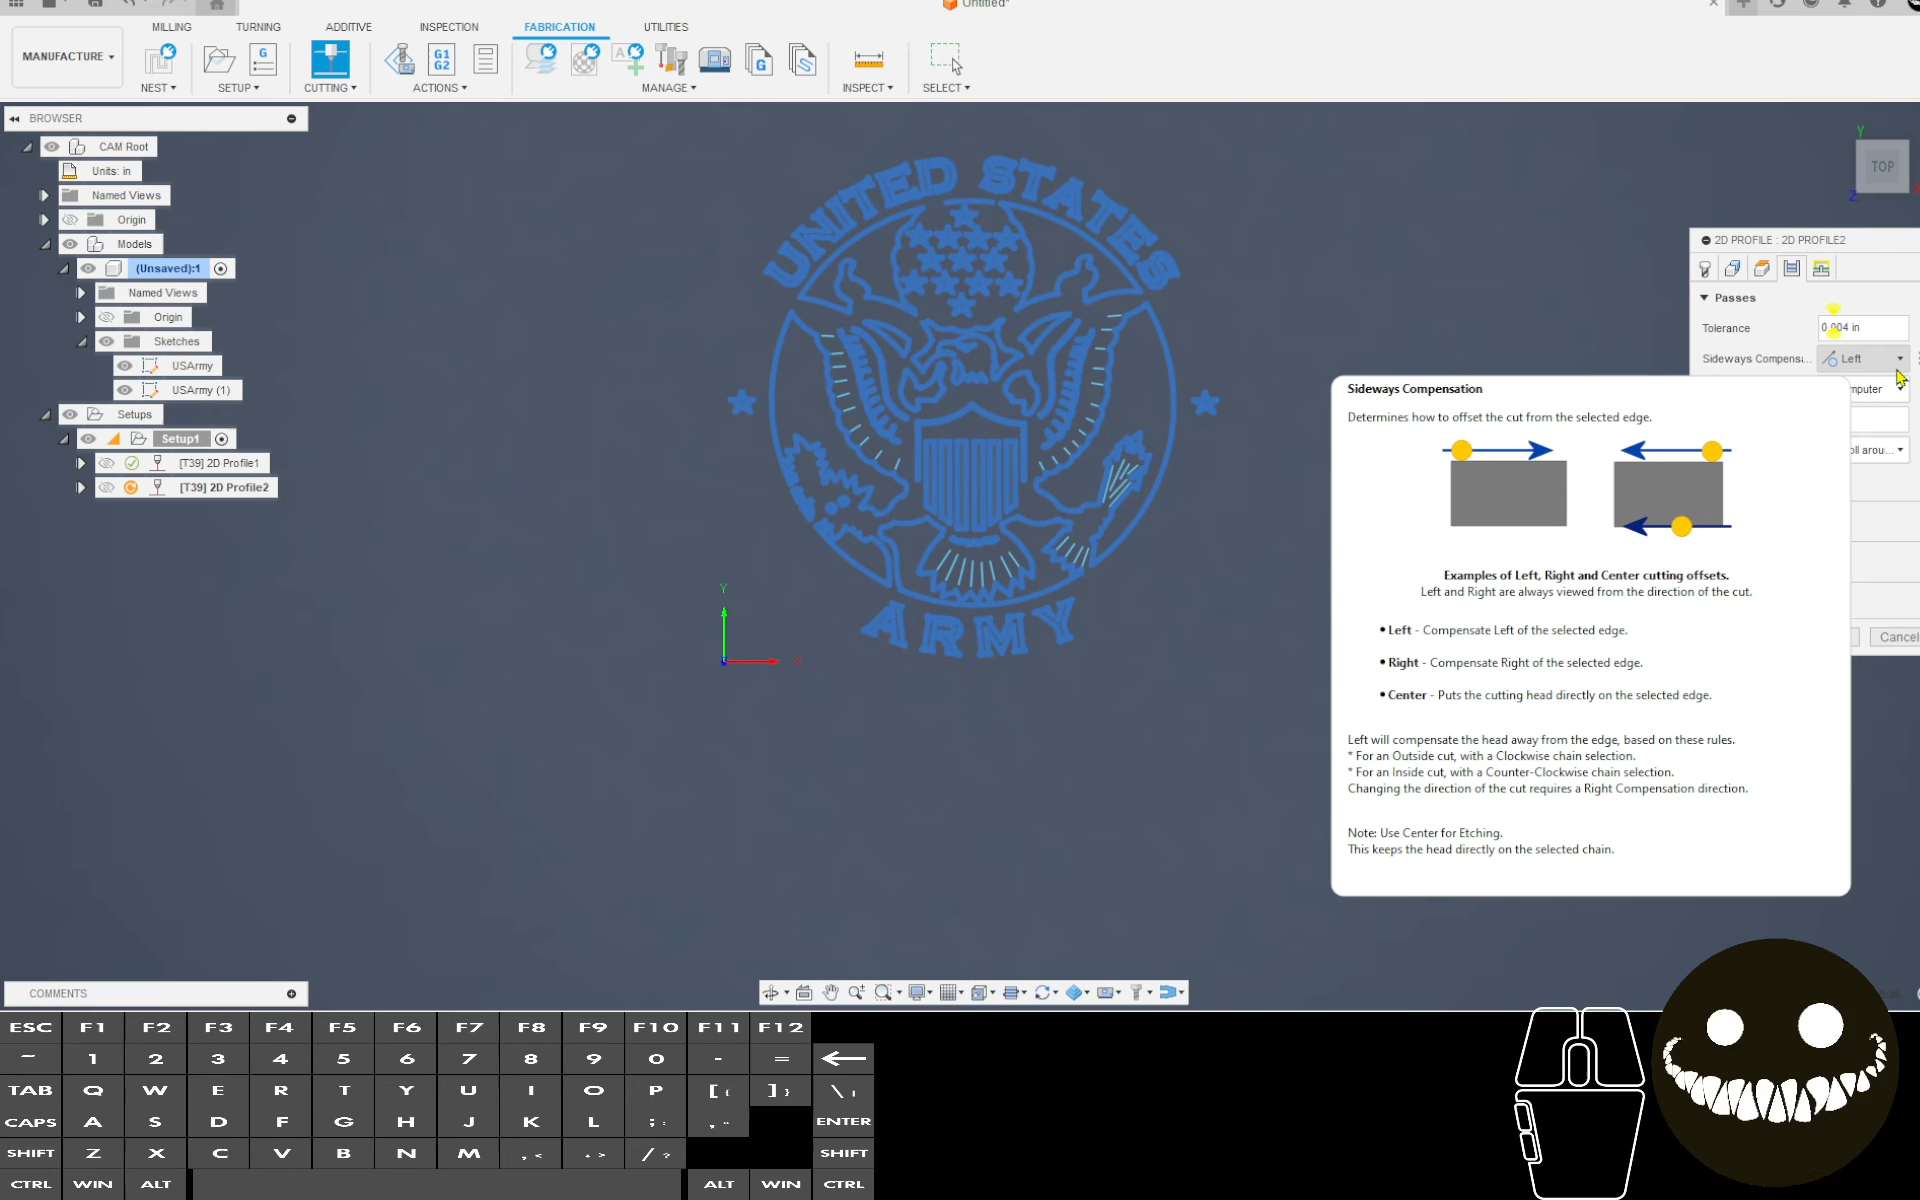 Untitled*
MILLING
TURNING
ADDITIVE
INSPECTION
FABRICATION
UTILITIES
MANUFACTURE
G
G1
G2
A
G
S
NEST
SETUP
CUTTING
ACTIONS
MANAGE
INSPECT
SELECT
BROWSER
CAM Root
Units: in
Named Views
Origin
Models
(Unsaved):1
Named Views
Origin
Sketches
USArmy
USArmy (1)
Setups
Setup1
[T39] 2D Profile1
[T39] 2D Profile2
UNITED STATES
ARMY
Y
X
Y
TOP
Z
2D PROFILE : 2D PROFILE2
Passes
Tolerance
0.004 in
Sideways Compensa...
Left
mputer
oll arou...
Cancel
Sideways Compensation
Determines how to offset the cut from the selected edge.
Examples of Left, Right and Center cutting offsets.
Left and Right are always viewed from the direction of the cut.
• Left - Compensate Left of the selected edge.
• Right - Compensate Right of the selected edge.
• Center - Puts the cutting head directly on the selected edge.
Left will compensate the head away from the edge, based on these rules.
* For an Outside cut, with a Clockwise chain selection.
* For an Inside cut, with a Counter-Clockwise chain selection.
Changing the direction of the cut requires a Right Compensation direction.
Note: Use Center for Etching.
This keeps the head directly on the selected chain.
COMMENTS
ESC F1 F2 F3 F4 F5 F6 F7 F8 F9 F10 F11 F12
~ 1 2 3 4 5 6 7 8 9 0 - =
TAB Q W E R T Y U I O P [ { ] } \ |
CAPS A S D F G H J K L ; : , " ENTER
SHIFT Z X C V B N M , < . > / ? SHIFT
CTRL WIN ALT ALT WIN CTRL